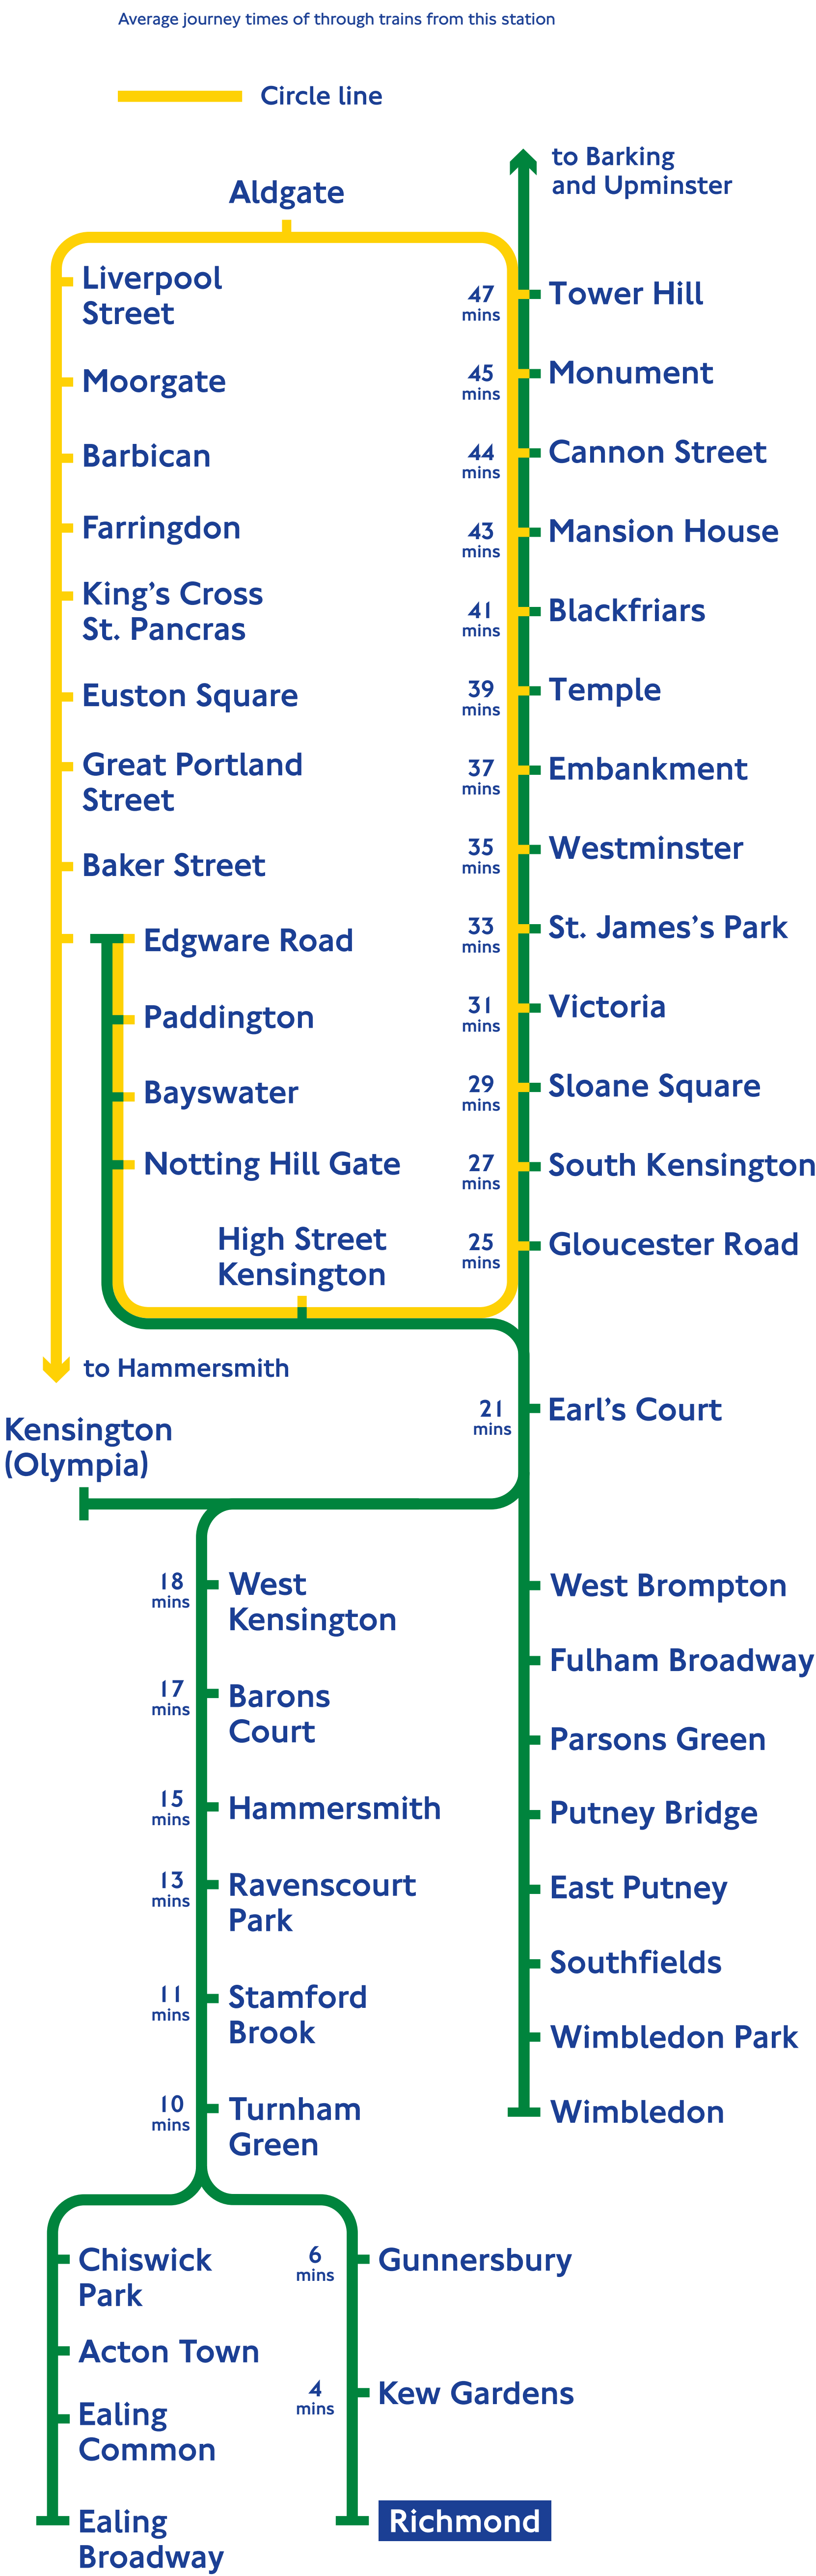 Average journey times of through trains from this station
Circle line
to Barking
and Upminster
Aldgate
Liverpool
Street
Moorgate
Barbican
Farringdon
King's Cross
St. Pancras
Euston Square
Great Portland
Street
Baker Street
Edgware Road
Paddington
Bayswater
Notting Hill Gate
High Street
Kensington
to Hammersmith
47
mins
Tower Hill
45
mins
Monument
44
mins
Cannon Street
43
mins
Mansion House
41
mins
Blackfriars
39
mins
Temple
37
mins
Embankment
35
mins
Westminster
33
mins
St. James's Park
31
mins
Victoria
29
mins
Sloane Square
27
mins
South Kensington
25
mins
Gloucester Road
21
mins
Earl's Court
Kensington
(Olympia)
18
mins
West
Kensington
17
mins
Barons
Court
15
mins
Hammersmith
13
mins
Ravenscourt
Park
11
mins
Stamford
Brook
10
mins
Turnham
Green
West Brompton
Fulham Broadway
Parsons Green
Putney Bridge
East Putney
Southfields
Wimbledon Park
Wimbledon
Chiswick
Park
Acton Town
Ealing
Common
Ealing
Broadway
6
mins
Gunnersbury
4
mins
Kew Gardens
Richmond